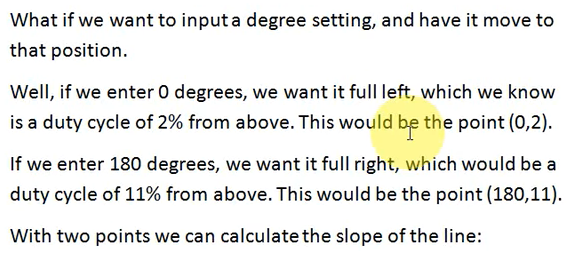 What if we want to input a degree setting, and have it move to
that position.
Well, if we enter 0 degrees, we want it full left, which we know
is a duty cycle of 2% from above. This would be the point (0,2).
If we enter 180 degrees, we want it full right, which would be a
duty cycle of 11% from above. This would be the point (180,11).
With two points we can calculate the slope of the line: